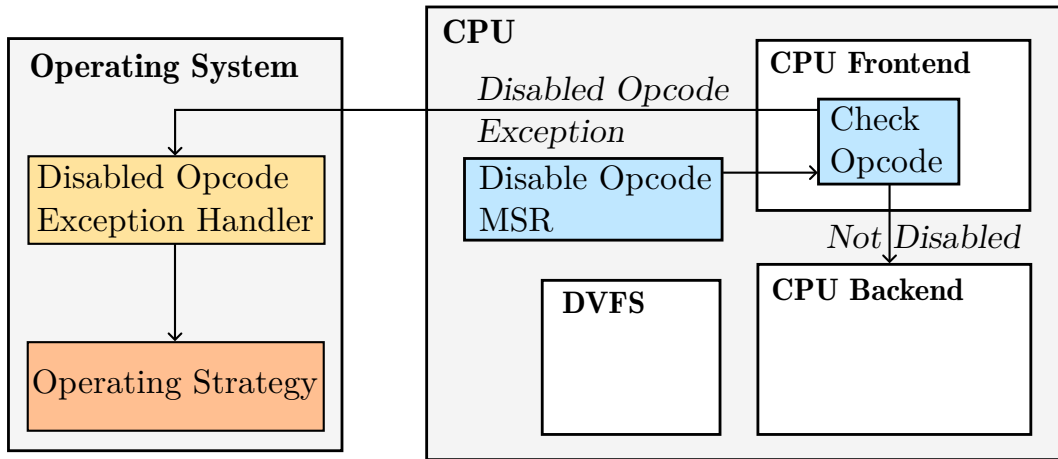 Operating System
Disabled Opcode
Exception Handler
Operating Strategy
CPU
Disabled Opcode
Exception
Disable Opcode
MSR
CPU Frontend
Check
Opcode
Not Disabled
DVFS
CPU Backend